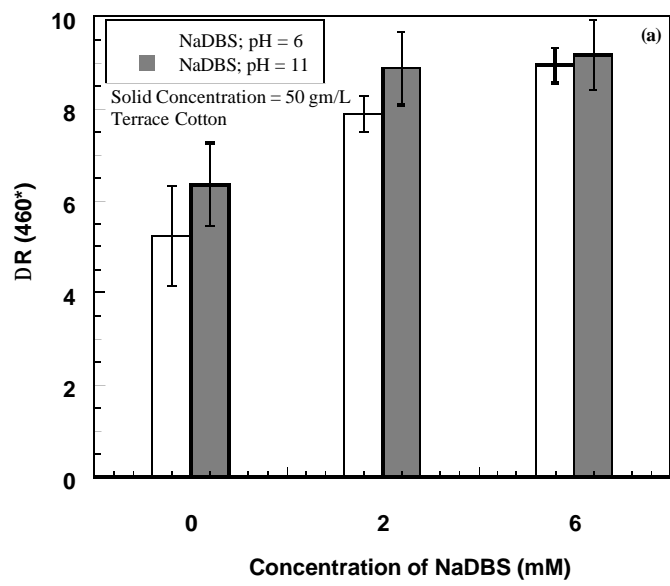 10
(a)
NaDBS; pH = 6
NaDBS; pH = 11
Solid Concentration = 50 gm/L
Terrace Cotton
8
6
4
2
0
DR (460*)
0 2 6
Concentration of NaDBS (mM)